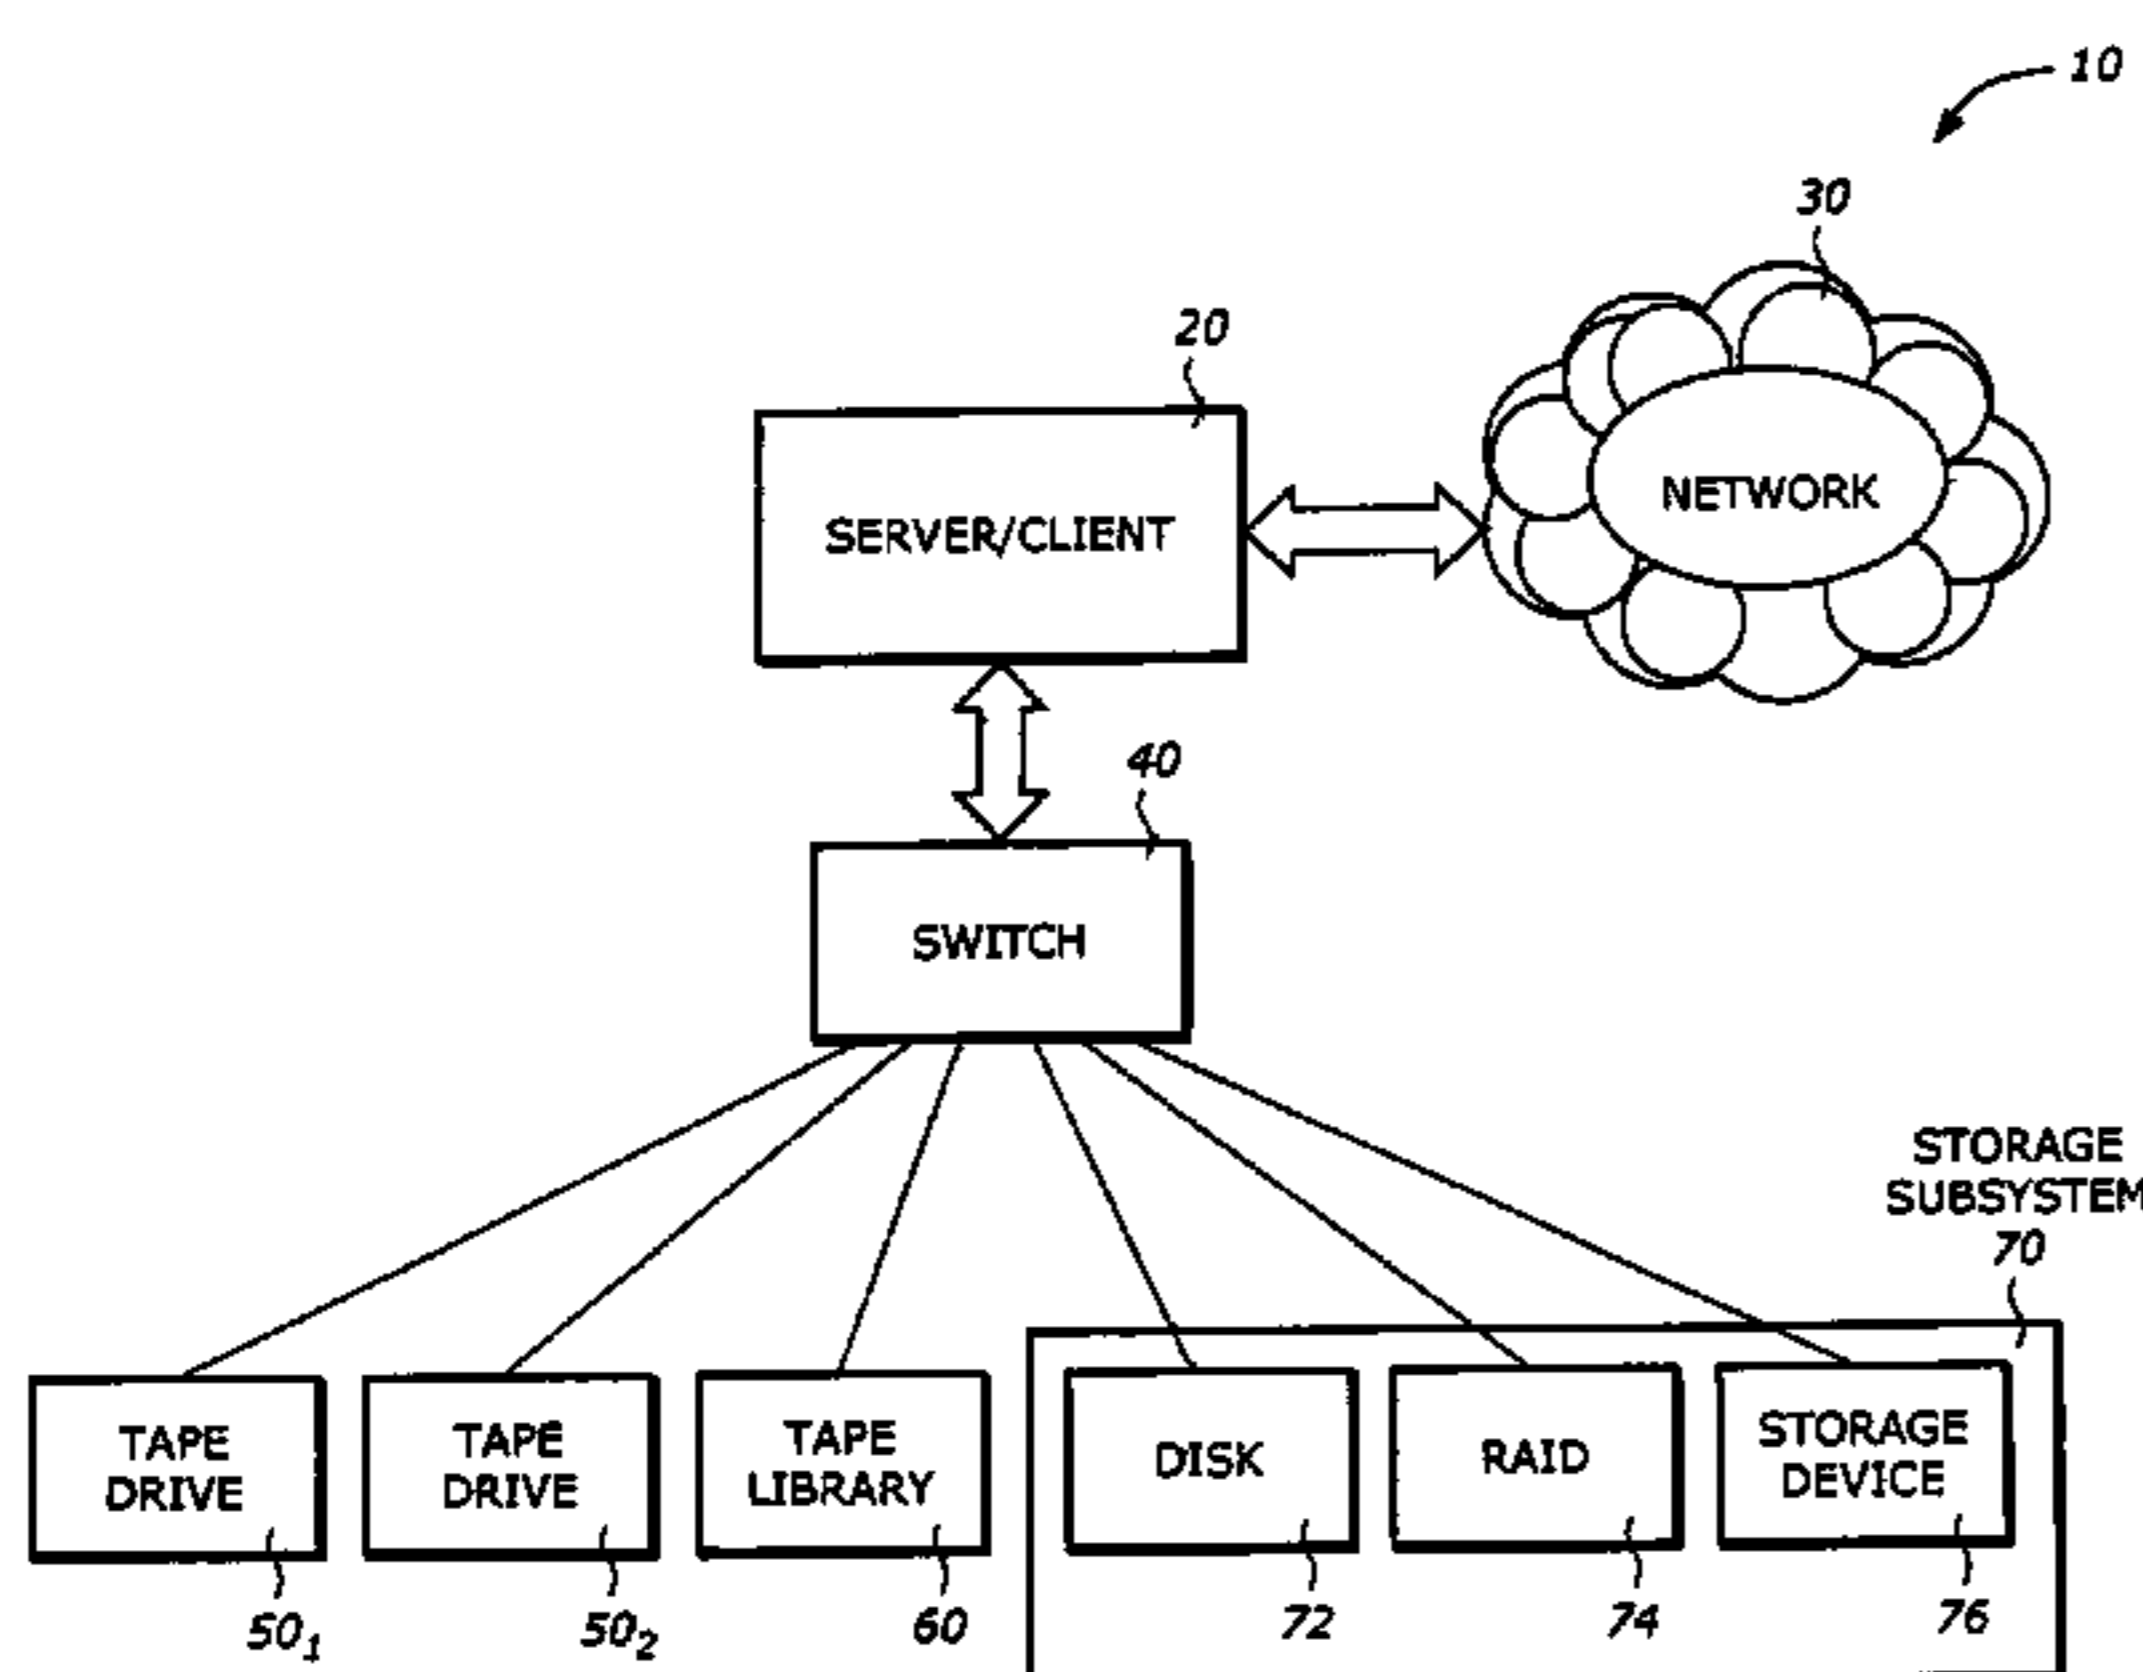 10
30
20
NETWORK
SERVER/CLIENT
40
SWITCH
STORAGE
SUBSYSTEM
70
TAPE
DRIVE
TAPE
DRIVE
TAPE
LIBRARY
DISK
RAID
STORAGE
DEVICE
50₁
50₂
60
72
74
76